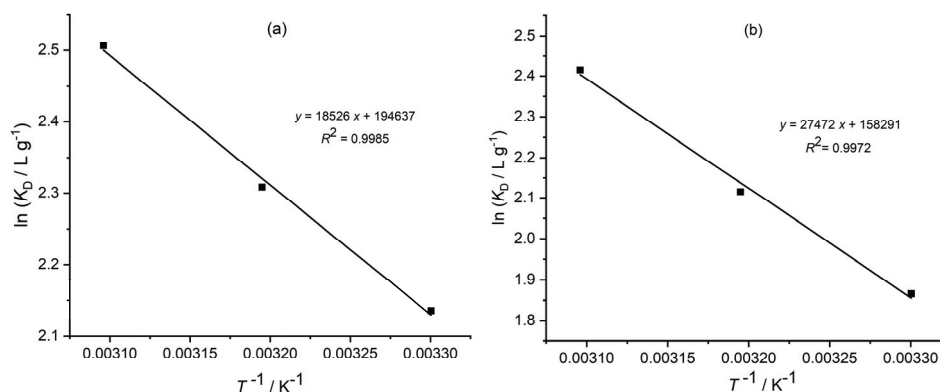 (a)
2.5
2.4
2.3
2.2
2.1
ln (K_D / L g⁻¹)
y = 18526 x + 194637
R² = 0.9985
0.00310
0.00315
0.00320
0.00325
0.00330
T⁻¹ / K⁻¹
(b)
2.5
2.4
2.3
2.2
2.1
2.0
1.9
1.8
ln (K_D / L g⁻¹)
y = 27472 x + 158291
R² = 0.9972
0.00310
0.00315
0.00320
0.00325
0.00330
T⁻¹ / K⁻¹